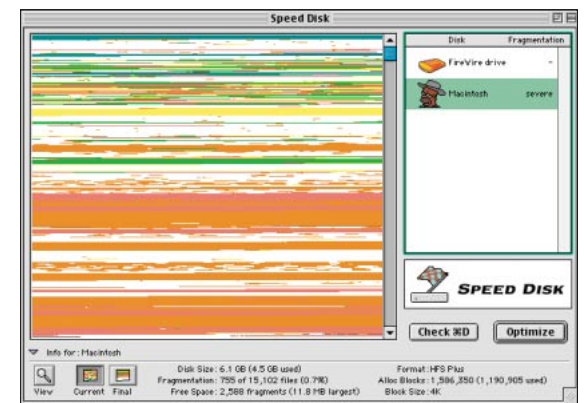 Speed Disk
Disk Fragmentation
FireWire drive -
Macintosh severe
SPEED DISK
Check ⌘D Optimize
Info for: Macintosh
View Current Final
Disk Size: 6.1 GB (4.5 GB used)
Fragmentation: 755 of 15,102 files (0.7%)
Free Space: 2,588 fragments (11.8 MB largest)
Format: HFS Plus
Alloc Blocks: 1,586,350 (1,190,905 used)
Block Size: 4K